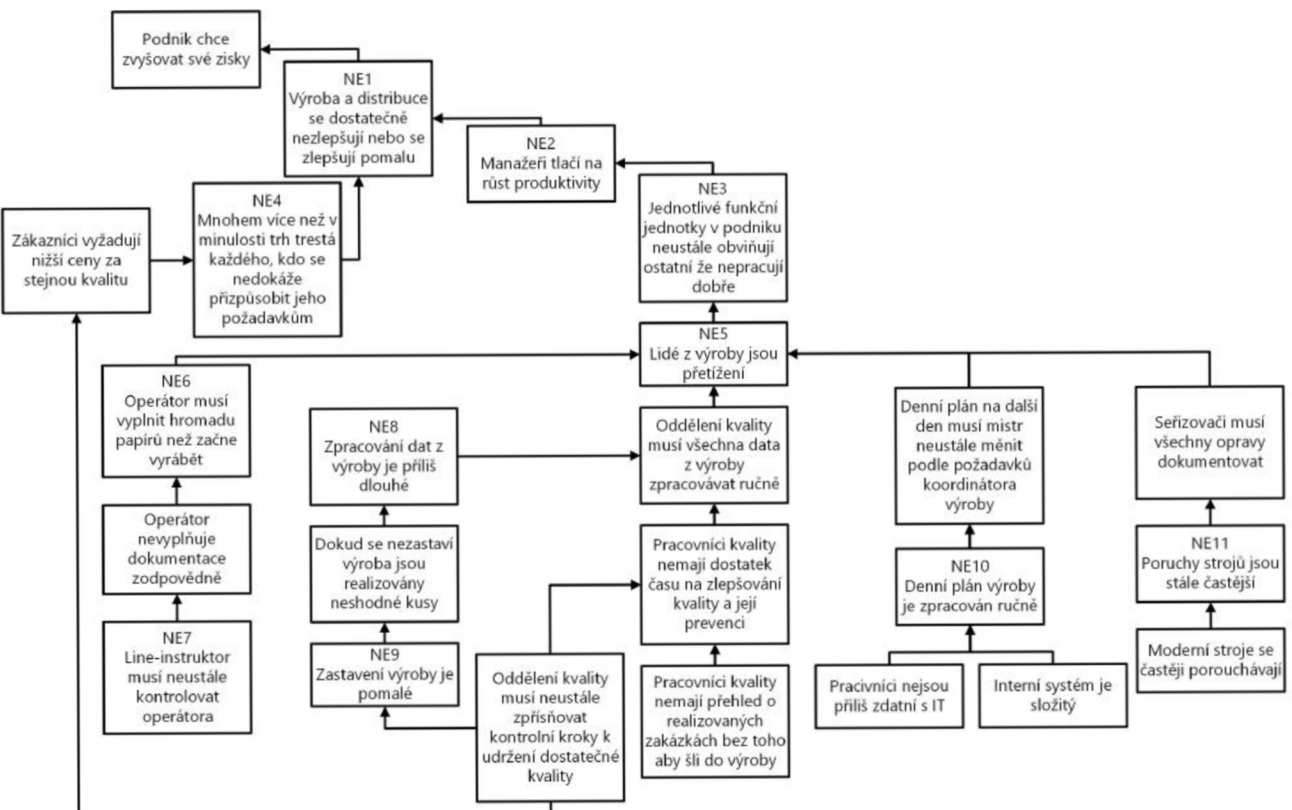 Podnik chce
zvyšovat své zisky
NE1
Výroba a distribuce
se dostatečně
nezlepšují nebo se
zlepšují pomalu
NE2
Manažeři tlačí na
růst produktivity
NE3
Jednotlivé funkční
jednotky v podniku
neustále obviňují
ostatní že nepracují
dobře
NE4
Mnohem více než v
minulosti trh trestá
každého, kdo se
nedokáže
přizpůsobit jeho
požadavkům
Zákazníci vyžadují
nižší ceny za
stejnou kvalitu
NE5
Lidé z výroby jsou
přetížení
NE6
Operátor musí
vyplnit hromadu
papírů než začne
vyrábět
NE8
Zpracování dat z
výroby je příliš
dlouhé
Oddělení kvality
musí všechna data
z výroby
zpracovávat ručně
Denní plán na další
den musí mistr
neustále měnit
podle požadavků
koordinátora
výroby
Seřizovači musí
všechny opravy
dokumentovat
Operátor
nevyplňuje
dokumentace
zodpovědně
Dokud se nezastaví
výroba jsou
realizovány
neshodné kusy
Pracovníci kvality
nemají dostatek
času na zlepšování
kvality a její
prevenci
NE10
Denní plán výroby
je zpracován ručně
NE11
Poruchy strojů jsou
stále častější
NE7
Line-instruktor
musí neustále
kontrolovat
operátora
NE9
Zastavení výroby je
pomalé
Oddělení kvality
musí neustále
zpřísňovat
kontrolní kroky k
udržení dostatečné
kvality
Pracovníci kvality
nemají přehled o
realizovaných
zakázkách bez toho
aby šli do výroby
Pracivníci nejsou
příliš zdatní s IT
Interní systém je
složitý
Moderní stroje se
častěji porouchávají